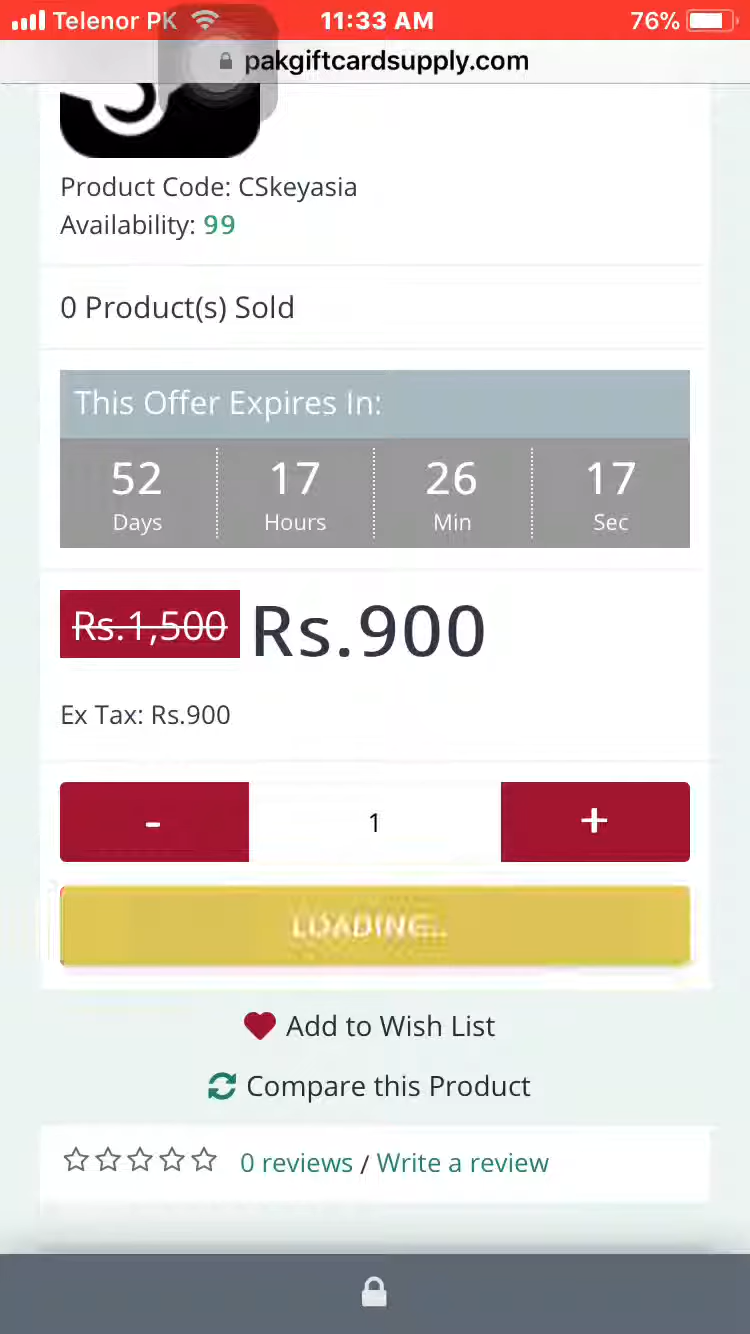 Telenor PK 11:33 AM 76%
pakgiftcardsupply.com
Product Code: CSkeyasia
Availability: 99
0 Product(s) Sold
This Offer Expires In:
52 17 26 17
Days Hours Min Sec
Rs.1,500 Rs.900
Ex Tax: Rs.900
- 1 +
LOADING..
Add to Wish List
Compare this Product
0 reviews / Write a review